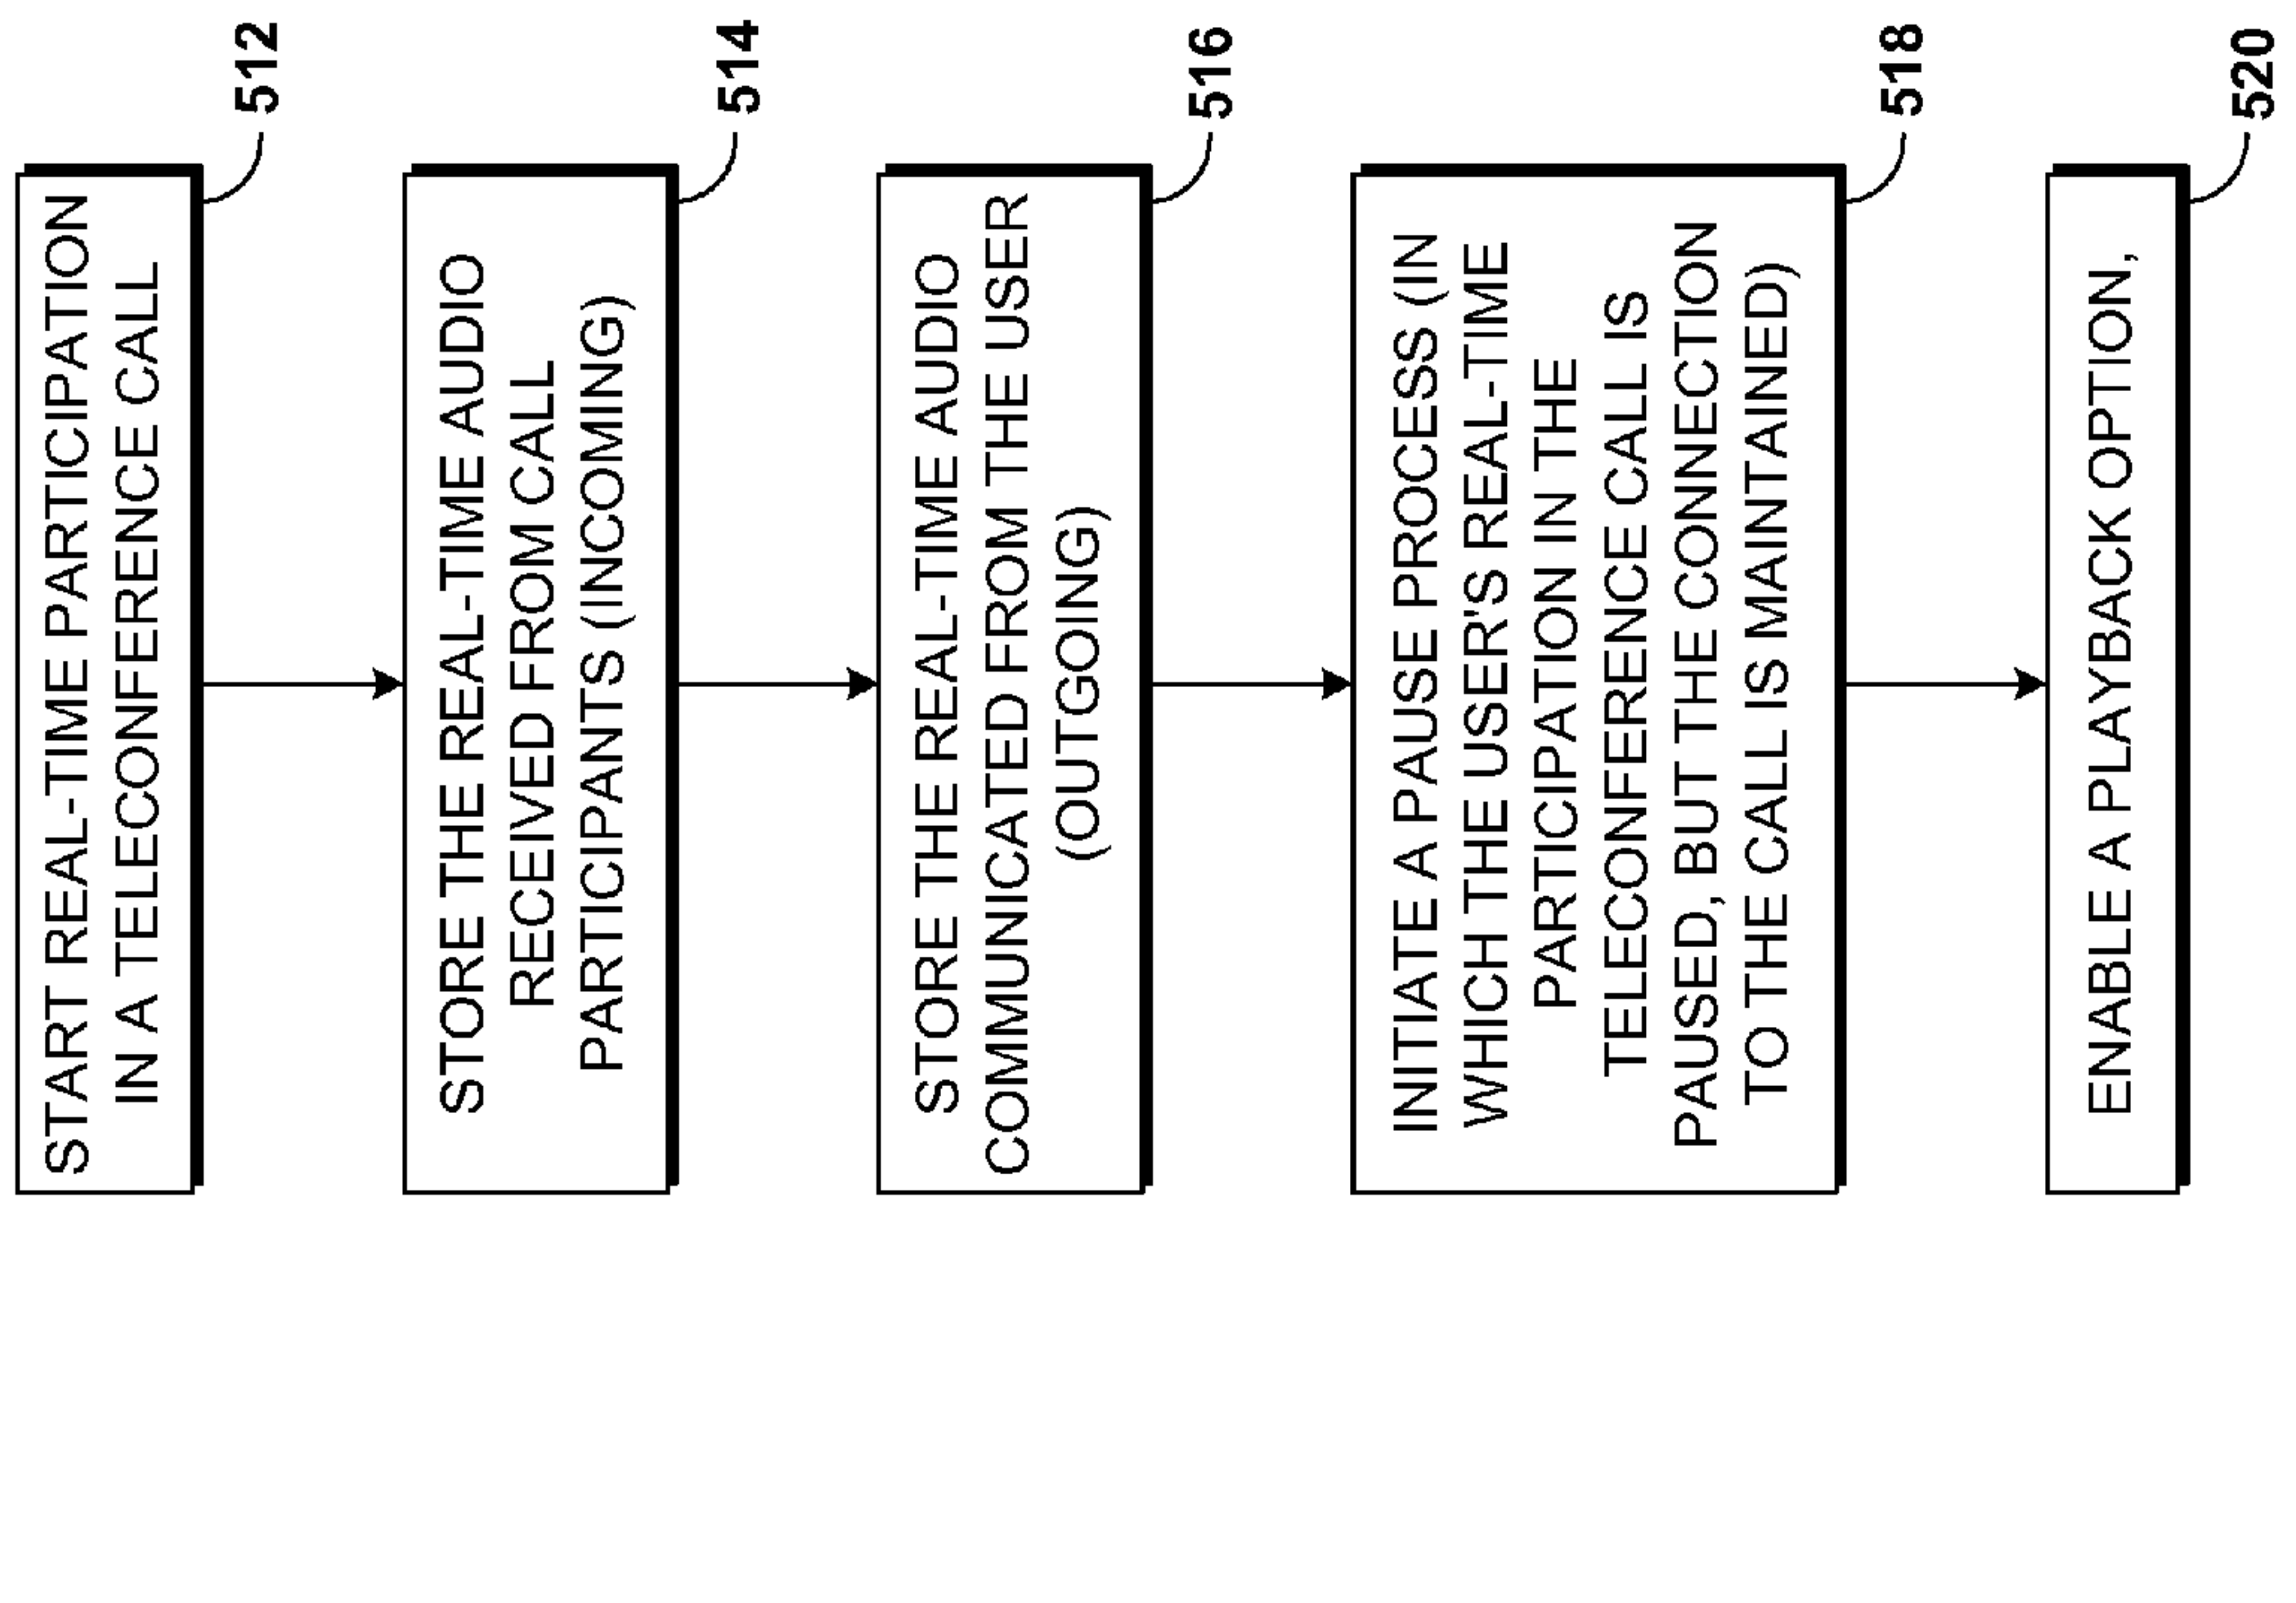 START REAL-TIME PARTICIPATION
IN A TELECONFERENCE CALL
512
STORE THE REAL-TIME AUDIO
RECEIVED FROM CALL
PARTICIPANTS (INCOMING)
514
STORE THE REAL-TIME AUDIO
COMMUNICATED FROM THE USER
(OUTGOING)
516
INITIATE A PAUSE PROCESS (IN
WHICH THE USER'S REAL-TIME
PARTICIPATION IN THE
TELECONFERENCE CALL IS
PAUSED, BUT THE CONNECTION
TO THE CALL IS MAINTAINED)
518
ENABLE A PLAYBACK OPTION,
520